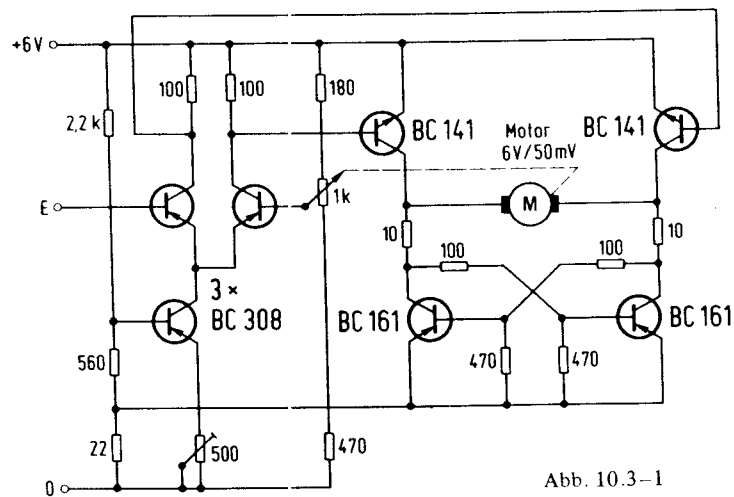 +6V
100
100
180
2,2k
BC 141
Motor
6V/50mV
BC 141
E
1k
M
10
10
100
100
3×
BC 308
BC 161
BC 161
560
470
470
22
500
470
0
Abb. 10.3–1